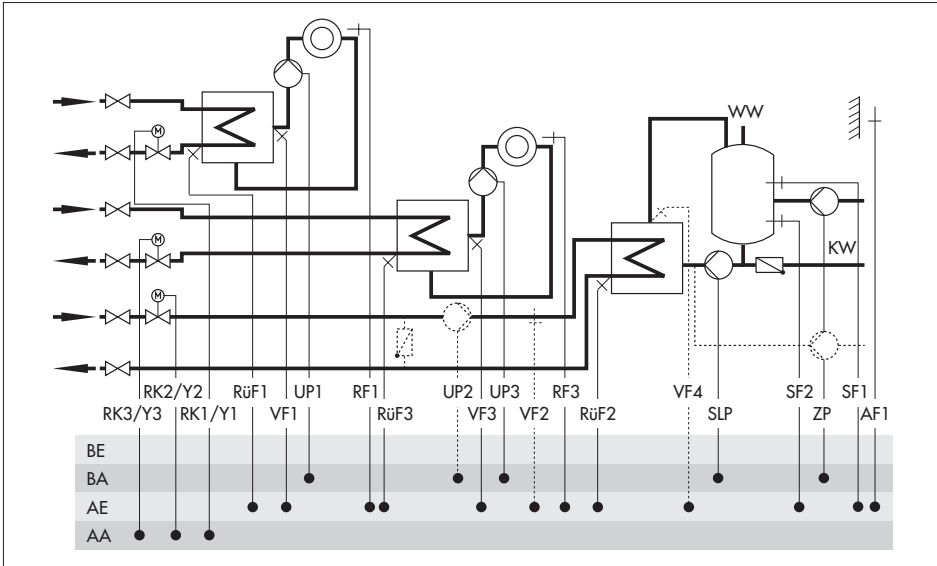 WW
M
KW
M
M
RK2/Y2 RüF1 UP1 RF1 UP2 UP3 RF3 VF4 SF2 SF1
RK3/Y3 RK1/Y1 VF1 RüF3 VF3 VF2 RüF2 SLP ZP AF1
BE
BA
AE
AA